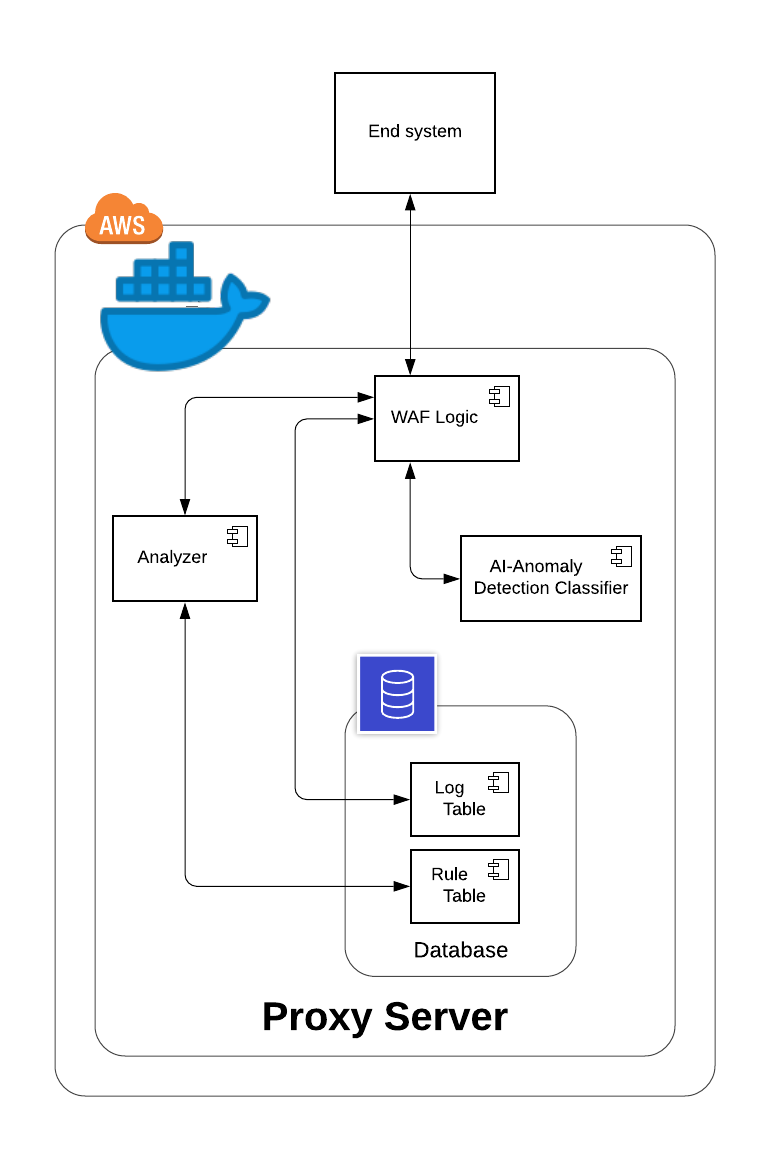 End system
AWS
WAF Logic
Analyzer
AI-Anomaly
Detection Classifier
Log
Table
Rule
Table
Database
Proxy Server